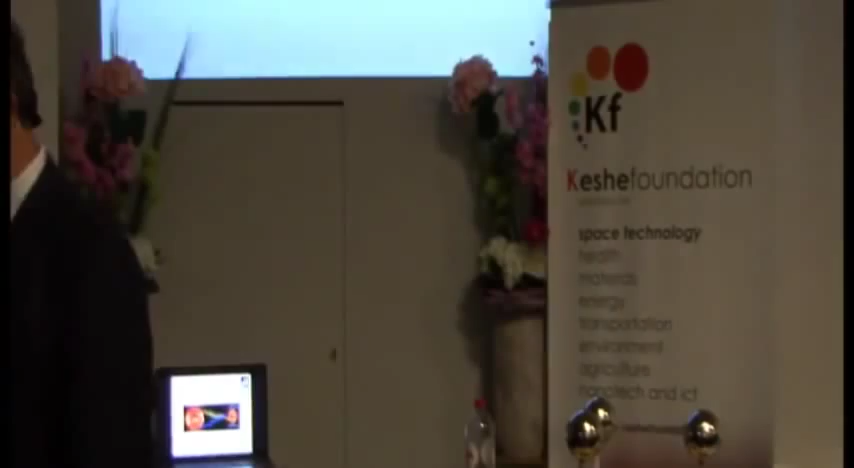 Kf
Keshefoundation
space technology
health
materials
energy
transportation
environment
agriculture
nanotech and ict